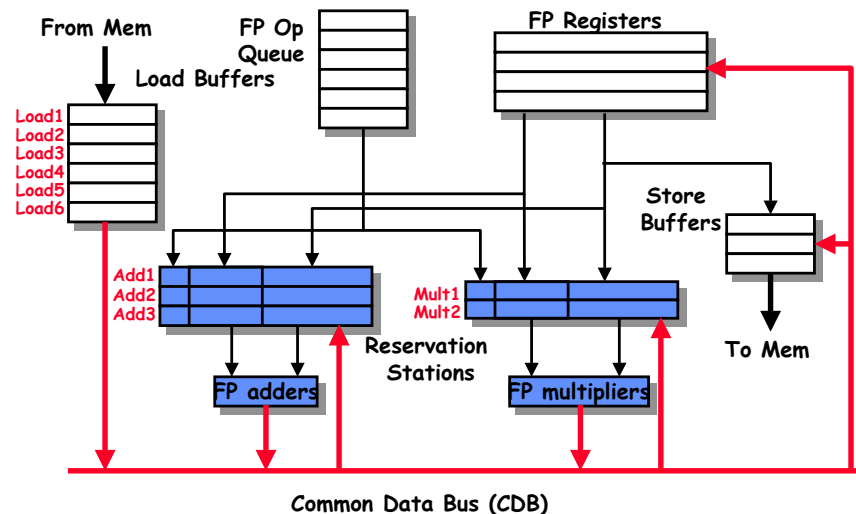 From Mem
FP Op
Queue
FP Registers
Load Buffers
Load1
Load2
Load3
Load4
Load5
Load6
Store
Buffers
Add1
Add2
Add3
Mult1
Mult2
Reservation
Stations
To Mem
FP adders
FP multipliers
Common Data Bus (CDB)